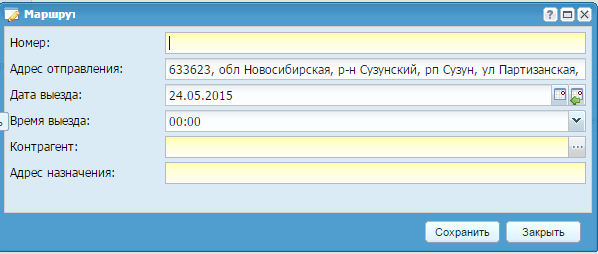 Маршрут
Номер:
Адрес отправления: 633623, обл Новосибирская, р-н Сузунский, рп Сузун, ул Партизанская,
Дата выезда: 24.05.2015
Время выезда: 00:00
Контрагент:
Адрес назначения:
Сохранить Закрыть